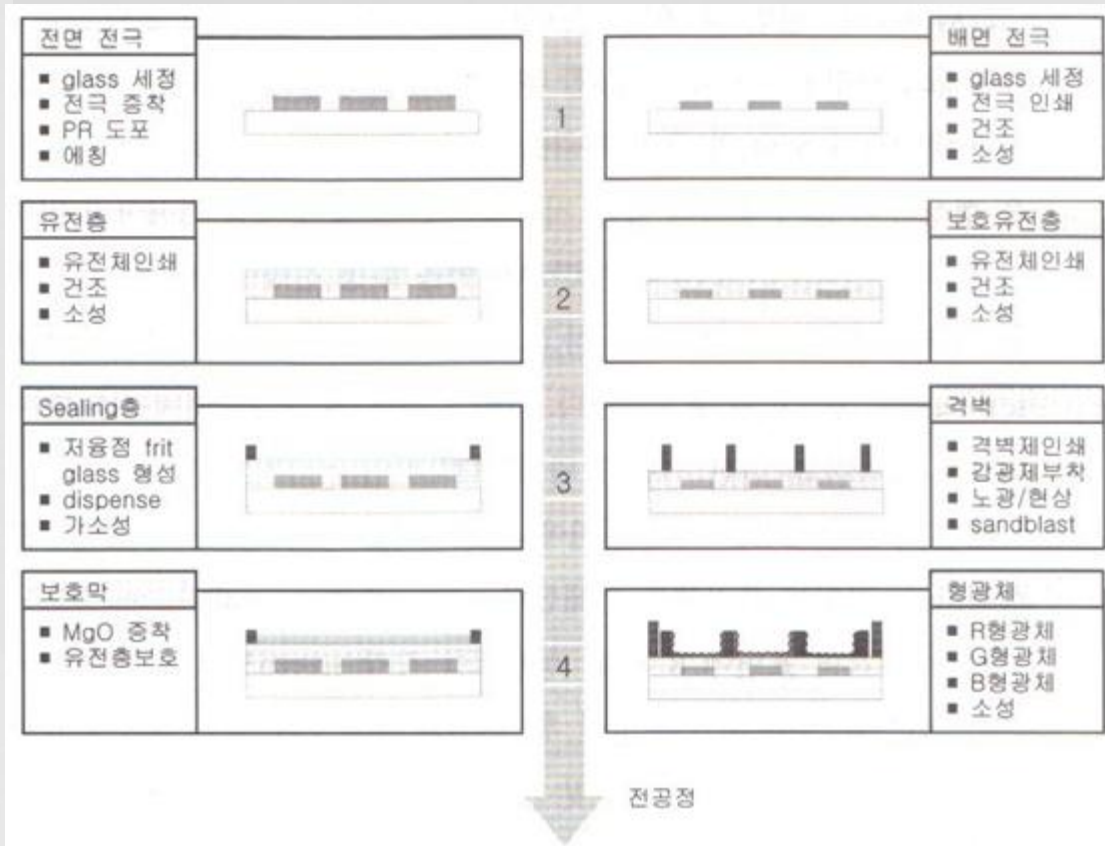 전면 전극
■ glass 세정
■ 전극 증착
■ PR 도포
■ 에칭
1
배면 전극
■ glass 세정
■ 전극 인쇄
■ 건조
■ 소성
유전층
■ 유전체인쇄
■ 건조
■ 소성
2
보호유전층
■ 유전체인쇄
■ 건조
■ 소성
Sealing층
■ 저융점 frit
glass 형성
■ dispense
■ 가소성
3
격벽
■ 격벽제인쇄
■ 감광제부착
■ 노광/현상
■ sandblast
보호막
■ MgO 증착
■ 유전층보호
4
형광체
■ R형광체
■ G형광체
■ B형광체
■ 소성
전공정